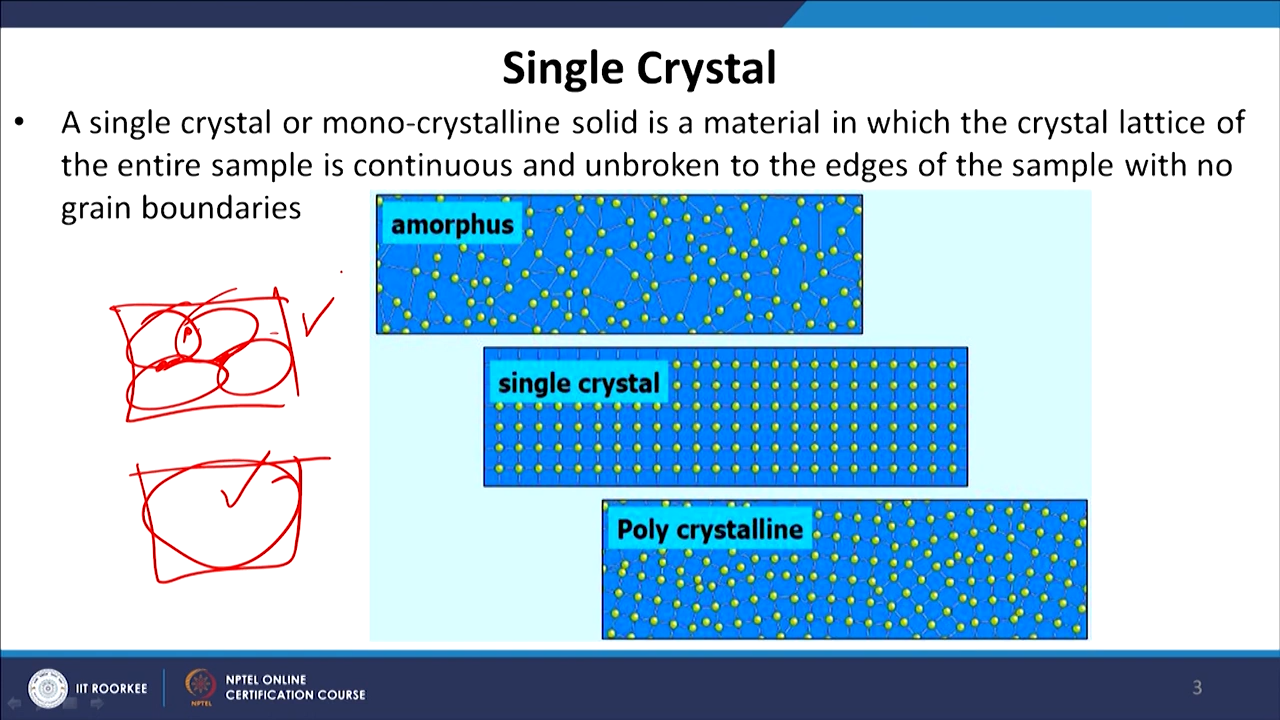 Single Crystal
• A single crystal or mono-crystalline solid is a material in which the crystal lattice of
the entire sample is continuous and unbroken to the edges of the sample with no
grain boundaries
amorphus
single crystal
Poly crystalline
IIT ROORKEE
NPTEL
NPTEL ONLINE
CERTIFICATION COURSE
3